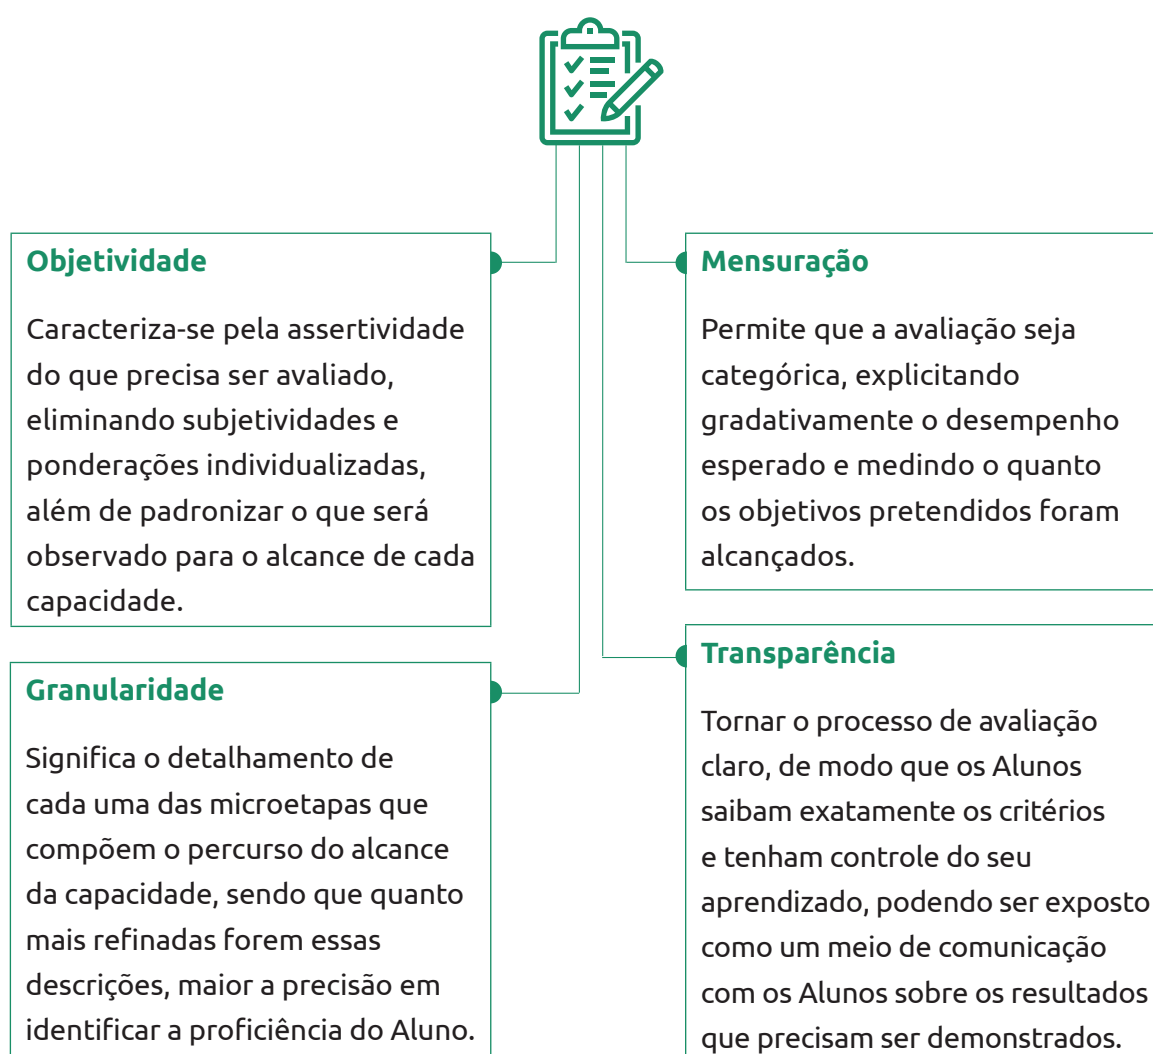 Objetividade
Caracteriza-se pela assertividade
do que precisa ser avaliado,
eliminando subjetividades e
ponderações individualizadas,
além de padronizar o que será
observado para o alcance de cada
capacidade.
Mensuração
Permite que a avaliação seja
categórica, explicitando
gradativamente o desempenho
esperado e medindo o quanto
os objetivos pretendidos foram
alcançados.
Granularidade
Significa o detalhamento de
cada uma das microetapas que
compõem o percurso do alcance
da capacidade, sendo que quanto
mais refinadas forem essas
descrições, maior a precisão em
identificar a proficiência do Aluno.
Transparência
Tornar o processo de avaliação
claro, de modo que os Alunos
saibam exatamente os critérios
e tenham controle do seu
aprendizado, podendo ser exposto
como um meio de comunicação
com os Alunos sobre os resultados
que precisam ser demonstrados.